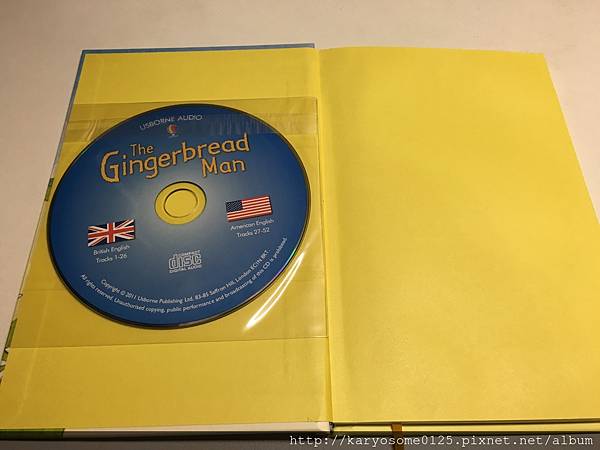 USBORNE AUDIO
The
Gingerbread
Man
British English
Tracks 1-26
American English
Tracks 27-52
COMPACT
disc
DIGITAL AUDIO
Copyright © 2011 Usborne Publishing Ltd, 83-85 Saffron Hill, London EC1N 8RT.
All rights reserved. Unauthorised copying, public performance and broadcasting of this CD is prohibited.
http://karyosome0125.pixnet.net/album